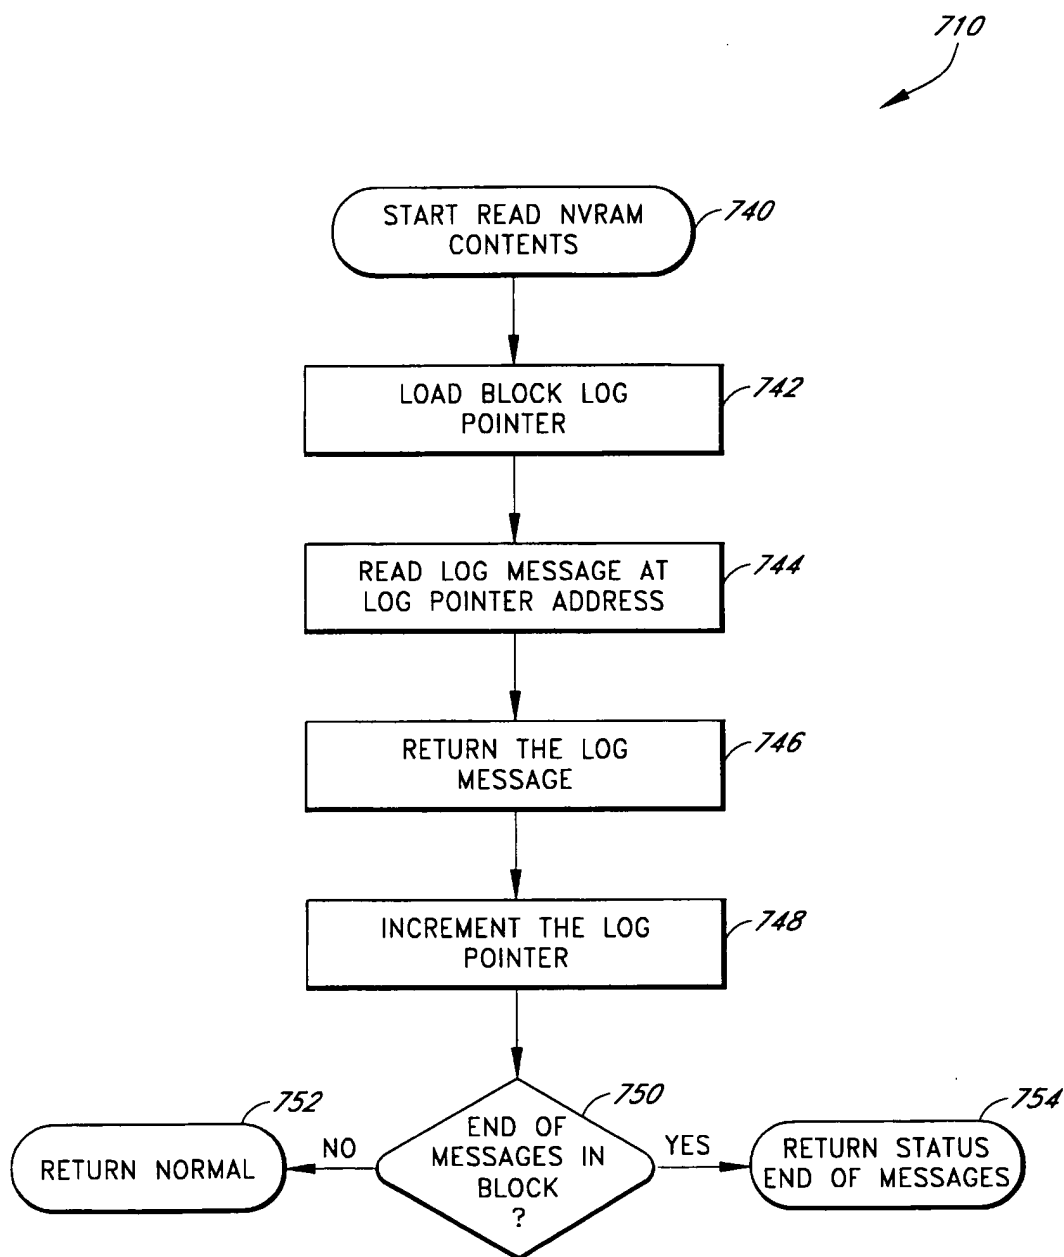 710
START READ NVRAM
CONTENTS
740
LOAD BLOCK LOG
POINTER
742
READ LOG MESSAGE AT
LOG POINTER ADDRESS
744
RETURN THE LOG
MESSAGE
746
INCREMENT THE LOG
POINTER
748
END OF
MESSAGES IN
BLOCK
?
750
NO
RETURN NORMAL
752
YES
RETURN STATUS
END OF MESSAGES
754